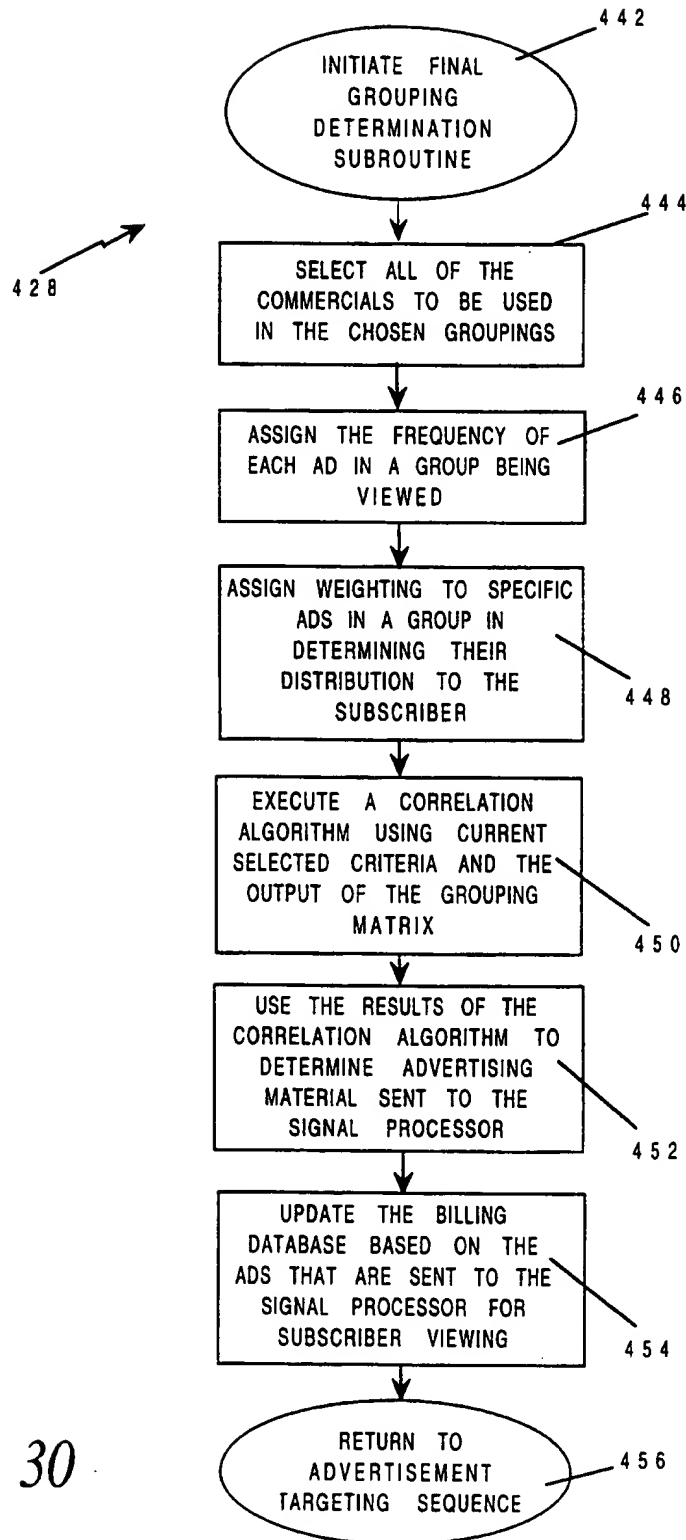 442
INITIATE FINAL
GROUPING
DETERMINATION
SUBROUTINE
444
428
SELECT ALL OF THE
COMMERCIALS TO BE USED
IN THE CHOSEN GROUPINGS
446
ASSIGN THE FREQUENCY OF
EACH AD IN A GROUP BEING
VIEWED
ASSIGN WEIGHTING TO SPECIFIC
ADS IN A GROUP IN
DETERMINING THEIR
DISTRIBUTION TO THE
SUBSCRIBER
448
EXECUTE A CORRELATION
ALGORITHM USING CURRENT
SELECTED CRITERIA AND THE
OUTPUT OF THE GROUPING
MATRIX
450
USE THE RESULTS OF THE
CORRELATION ALGORITHM TO
DETERMINE ADVERTISING
MATERIAL SENT TO THE
SIGNAL PROCESSOR
452
UPDATE THE BILLING
DATABASE BASED ON THE
ADS THAT ARE SENT TO THE
SIGNAL PROCESSOR FOR
SUBSCRIBER VIEWING
454
30
RETURN TO
ADVERTISEMENT
TARGETING SEQUENCE
456